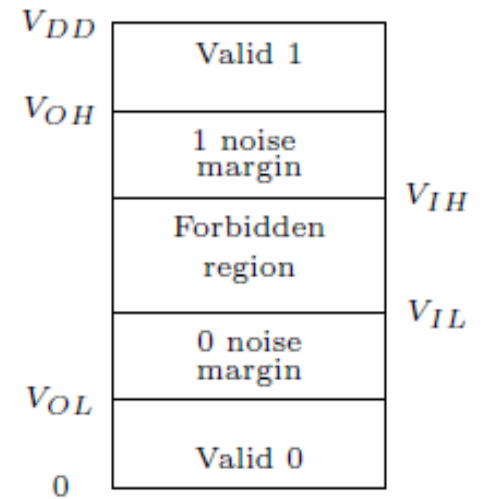 V_DD
Valid 1
V_OH
1 noise
margin
V_IH
Forbidden
region
V_IL
0 noise
margin
V_OL
Valid 0
0